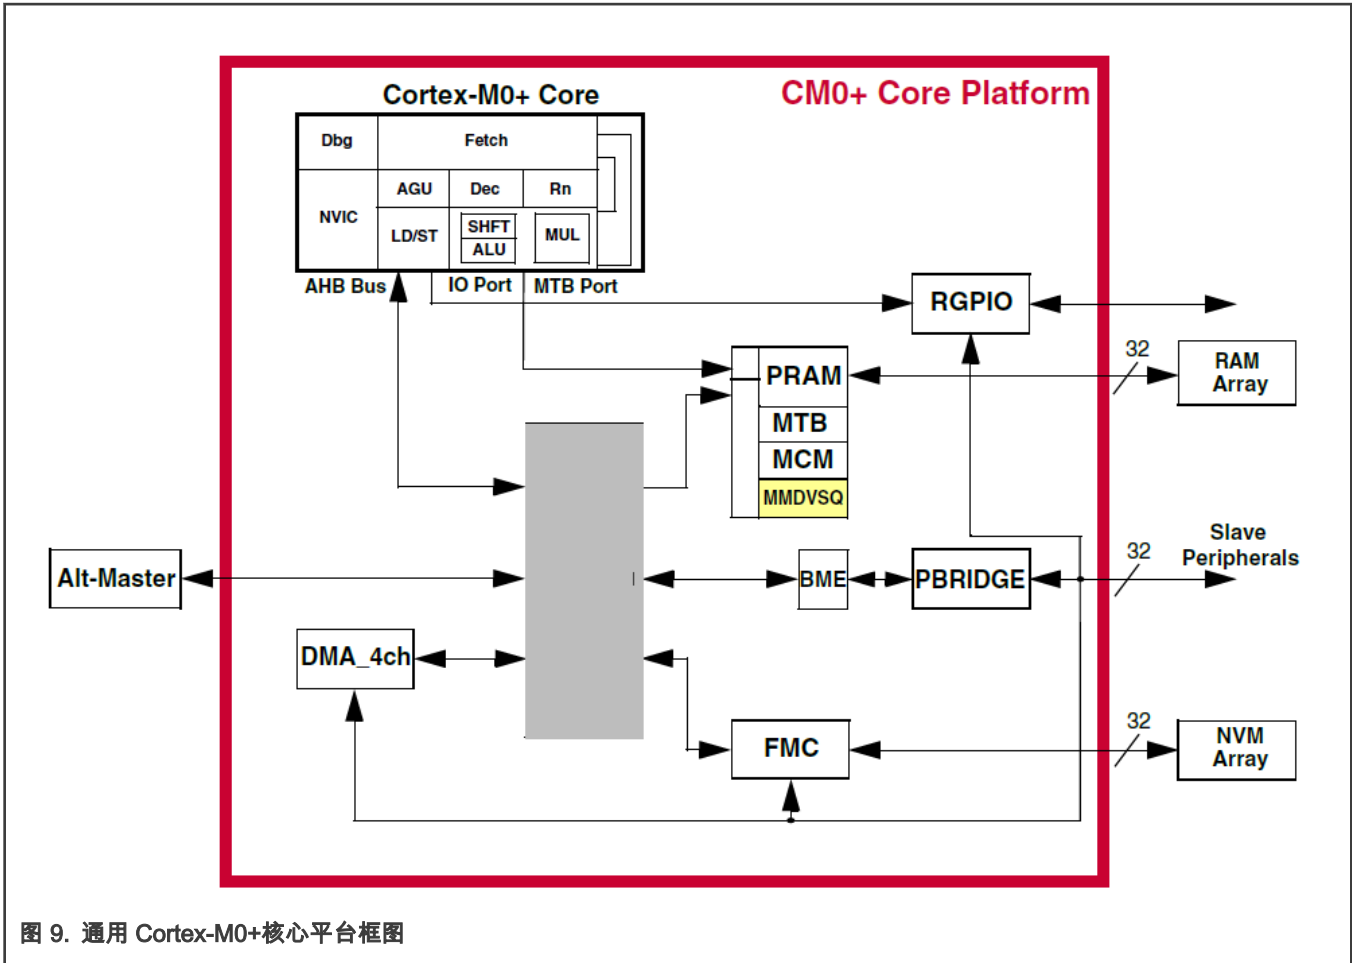 CM0+ Core Platform
Cortex-M0+ Core
Dbg
Fetch
AGU
Dec
Rn
NVIC
LD/ST
SHFT
ALU
MUL
AHB Bus
IO Port
MTB Port
RGPIO
PRAM
MTB
MCM
MMDVSQ
32
RAM
Array
Alt-Master
BME
PBRIDGE
32
Slave
Peripherals
DMA_4ch
FMC
32
NVM
Array
图 9. 通用 Cortex-M0+核心平台框图